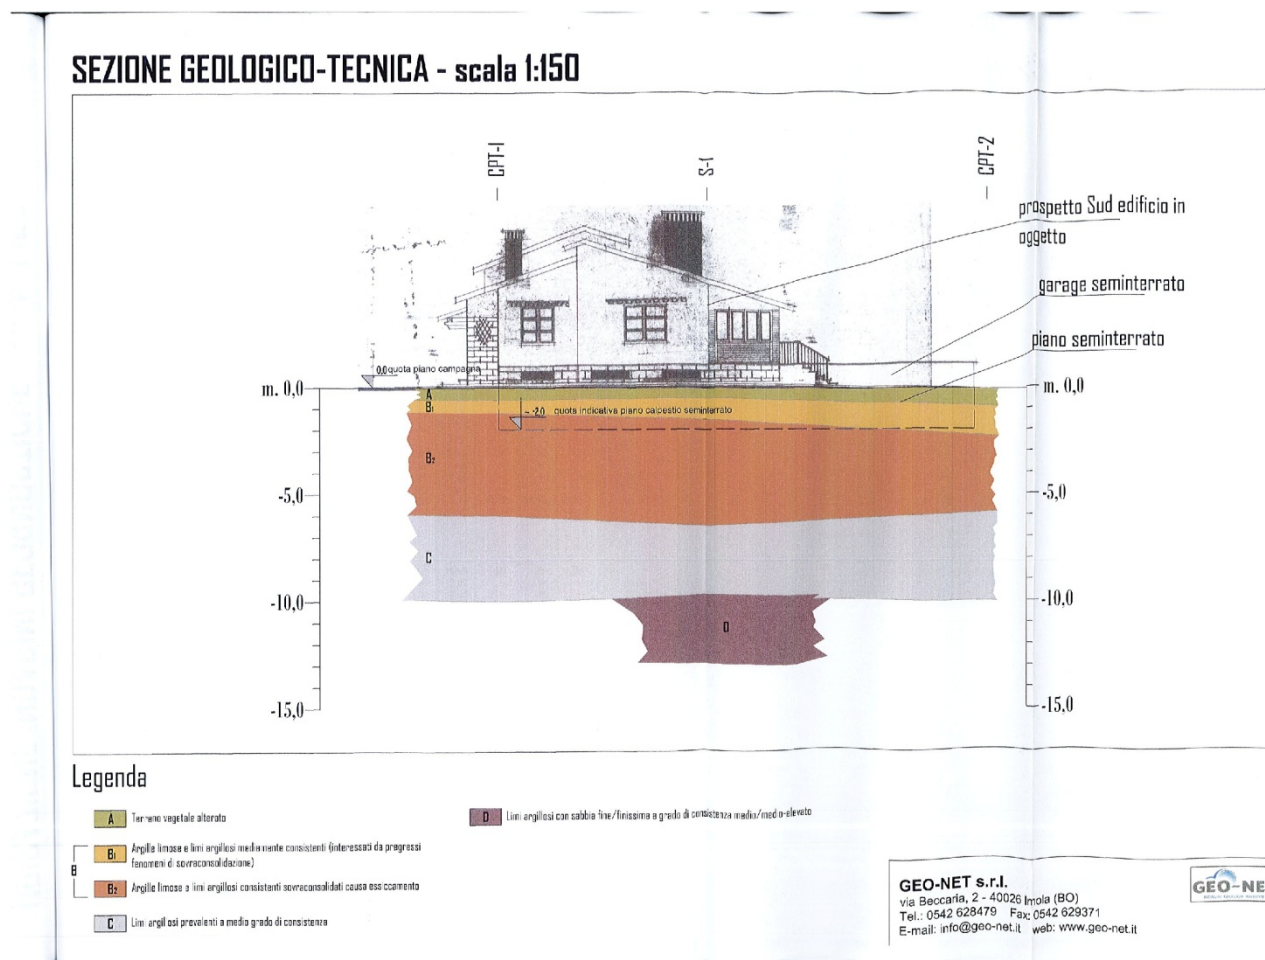 SEZIONE GEOLOGICO-TECNICA - scala 1:150
CPT-1
S-1
CPT-2
prospetto Sud edificio in
oggetto
garage seminterrato
piano seminterrato
0,0 quota piano campagna
m. 0,0
m. 0,0
A
B1
- -2,0 quota indicativa piano calpestio seminterrato
B2
-5,0
-5,0
C
-10,0
-10,0
D
-15,0
-15,0
Legenda
A Terreno vegetale alterato
D Limi argillosi con sabbia fine/finissima a grado di consistenza medio/medio-elevato
B
B1 Argille limose e limi argillosi mediamente consistenti (interessati da pregressi
fenomeni di sovraconsolidazione)
B2 Argille limose e limi argillosi consistenti sovraconsolidati causa essiccamento
C Limi argillosi prevalenti a medio grado di consistenza
GEO-NET s.r.l.
via Beccaria, 2 - 40026 Imola (BO)
Tel.: 0542 628479 Fax: 0542 629371
E-mail: info@geo-net.it web: www.geo-net.it
GEO-NE